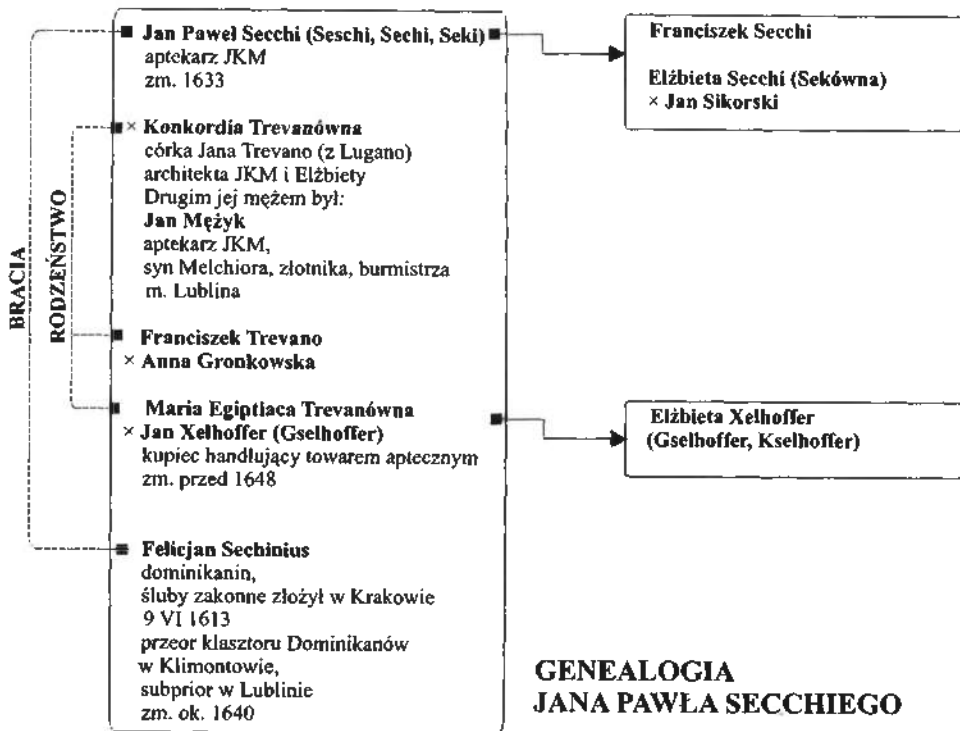 Jan Paweł Secchi (Seschi, Sechi, Seki)
aptekarz JKM
zm. 1633
× Konkordia Trevanówna
córka Jana Trevano (z Lugano)
architekta JKM i Elżbiety
Drugim jej mężem był:
Jan Mężyk
aptekarz JKM,
syn Melchiora, złotnika, burmistrza
m. Lublina
Franciszek Trevano
× Anna Gronkowska
Maria Egiptiaca Trevanówna
× Jan Xelhoffer (Gselhoffer)
kupiec handlujący towarem aptecznym
zm. przed 1648
Felicjan Sechinius
dominikanin,
śluby zakonne złożył w Krakowie
9 VI 1613
przeor klasztoru Dominikanów
w Klimontowie,
subprior w Lublinie
zm. ok. 1640
BRACIA
RODZEŃSTWO
Franciszek Secchi
Elżbieta Secchi (Sekówna)
× Jan Sikorski
Elżbieta Xelhoffer
(Gselhoffer, Kselhoffer)
GENEALOGIA
JANA PAWŁA SECCHIEGO